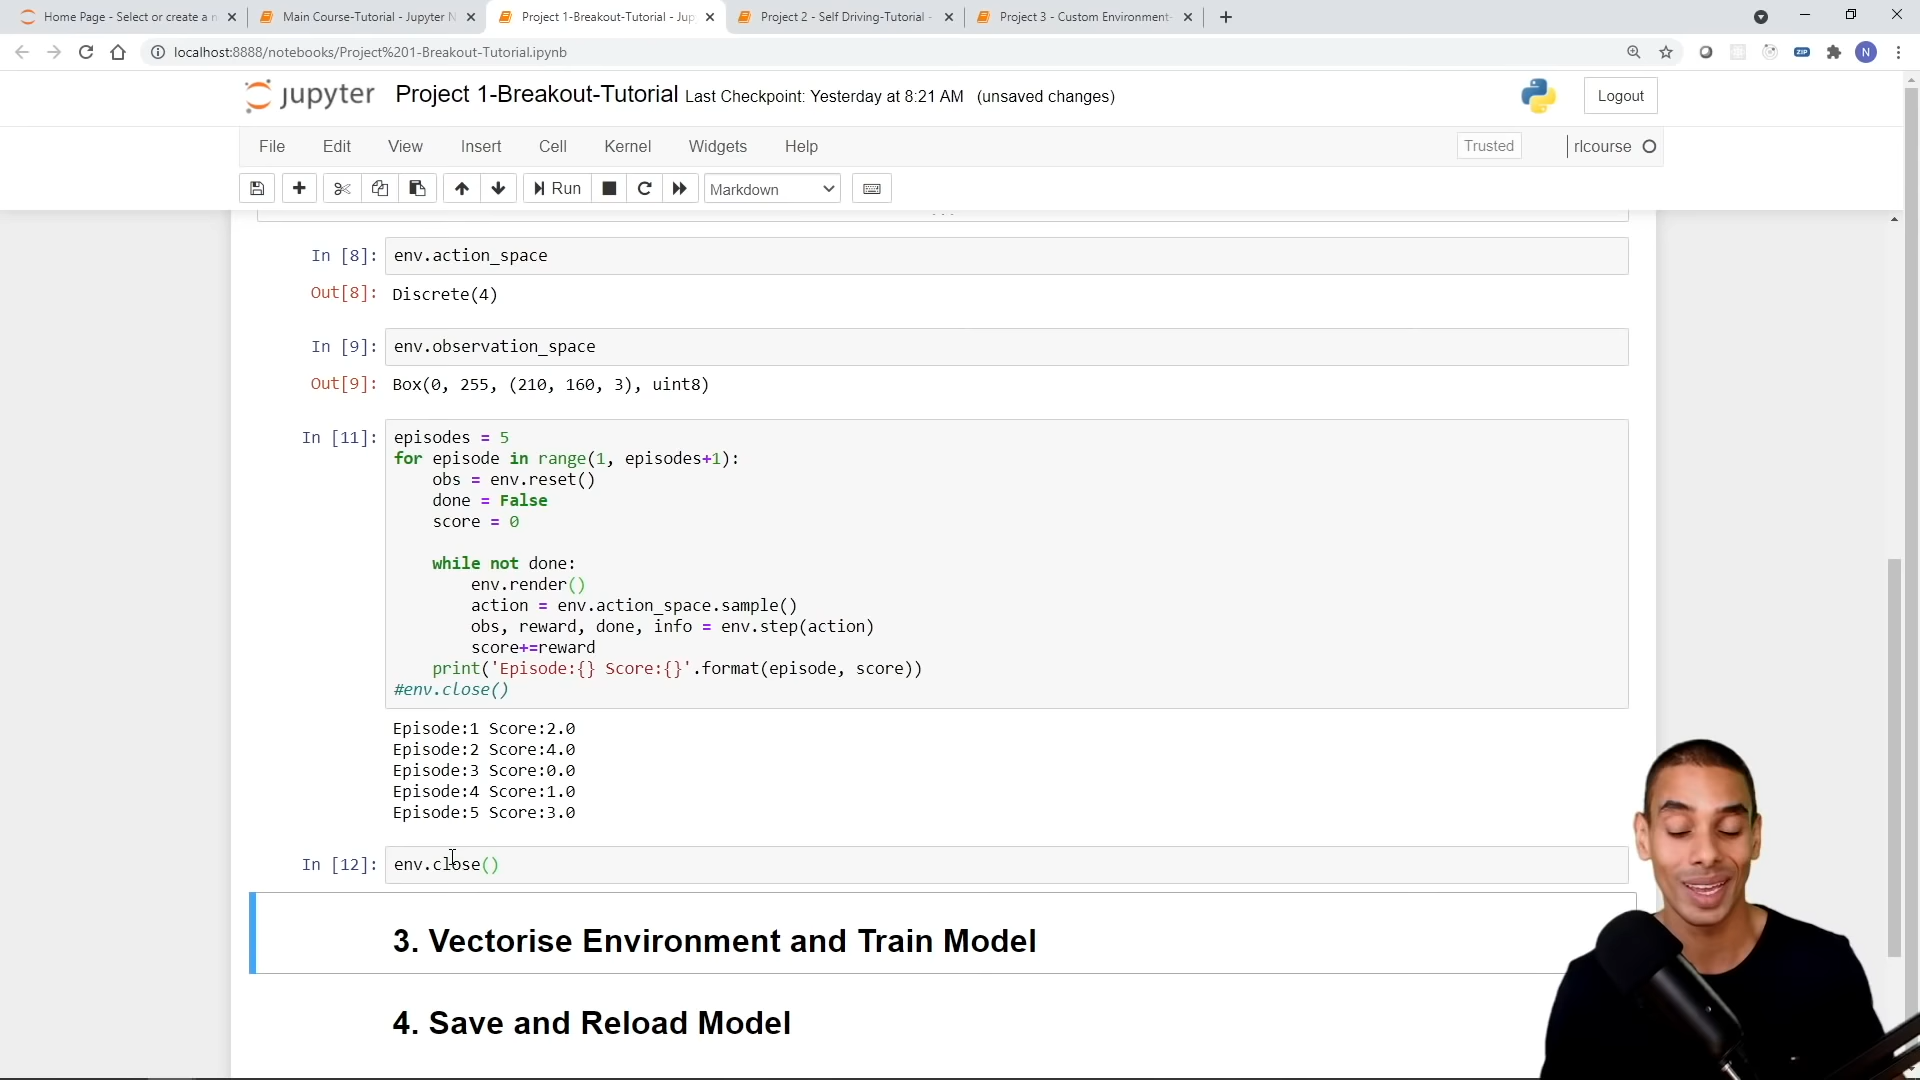 Home Page - Select or create a n
Main Course-Tutorial - Jupyter N
Project 1-Breakout-Tutorial - Jup
Project 2 - Self Driving-Tutorial -
Project 3 - Custom Environment-
localhost:8888/notebooks/Project%201-Breakout-Tutorial.ipynb
ZIP
N
jupyter Project 1-Breakout-Tutorial Last Checkpoint: Yesterday at 8:21 AM (unsaved changes)
Logout
File Edit View Insert Cell Kernel Widgets Help
Trusted
rlcourse
Run
Markdown
In [8]: env.action_space
Out[8]: Discrete(4)
In [9]: env.observation_space
Out[9]: Box(0, 255, (210, 160, 3), uint8)
In [11]: episodes = 5
for episode in range(1, episodes+1):
    obs = env.reset()
    done = False
    score = 0
    while not done:
        env.render()
        action = env.action_space.sample()
        obs, reward, done, info = env.step(action)
        score+=reward
    print('Episode:{} Score:{}'.format(episode, score))
#env.close()
Episode:1 Score:2.0
Episode:2 Score:4.0
Episode:3 Score:0.0
Episode:4 Score:1.0
Episode:5 Score:3.0
In [12]: env.close()
3. Vectorise Environment and Train Model
4. Save and Reload Model